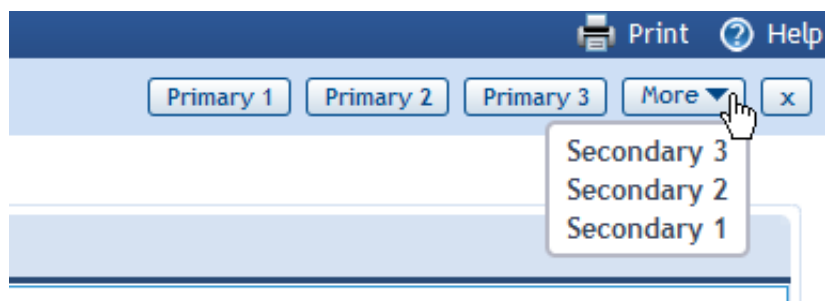 Print Help
Primary 1 Primary 2 Primary 3 More x
Secondary 3
Secondary 2
Secondary 1